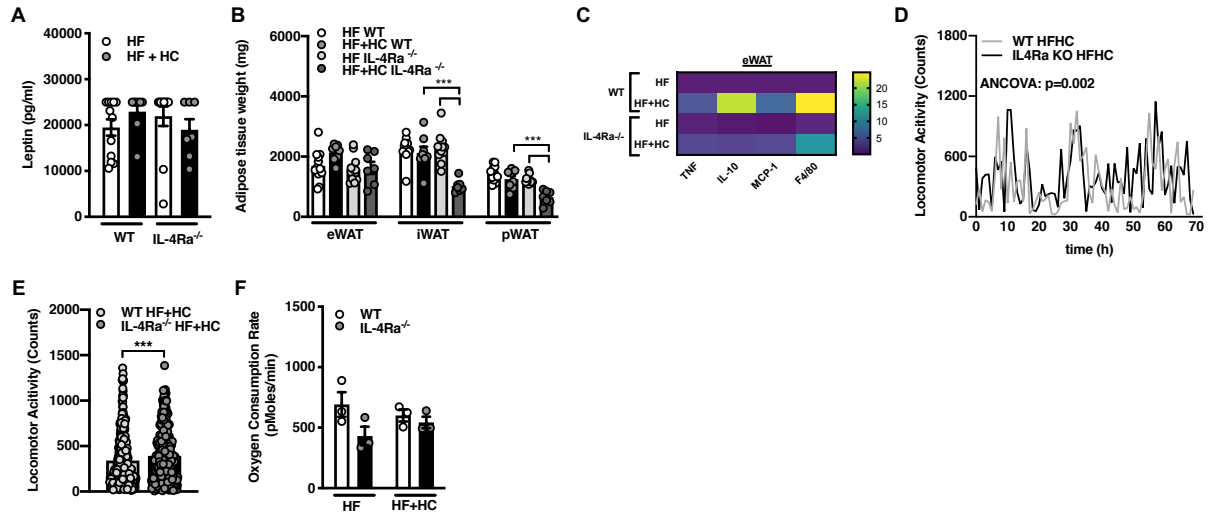 A
HF
HF + HC
Leptin (pg/ml)
50000
40000
30000
20000
10000
0
WT
IL-4Ra-/-
B
HF WT
HF+HC WT
HF IL-4Ra -/-
HF+HC IL-4Ra -/-
Adipose tissue weight (mg)
6000
4000
2000
0
***
***
eWAT
iWAT
pWAT
C
eWAT
WT
HF
HF+HC
IL-4Ra-/-
HF
HF+HC
TNF
IL-10
MCP-1
F4/80
20
15
10
5
D
WT HFHC
IL4Ra KO HFHC
ANCOVA: p=0.002
Locomotor Acitivity (Counts)
1800
1200
600
0
0 10 20 30 40 50 60 70
time (h)
E
WT HF+HC
IL-4Ra-/- HF+HC
***
Locomotor Acitivity (Counts)
2000
1500
1000
500
0
F
WT
IL-4Ra-/-
Oxygen Consumption Rate
(pMoles/min)
1500
1000
500
0
HF
HF+HC